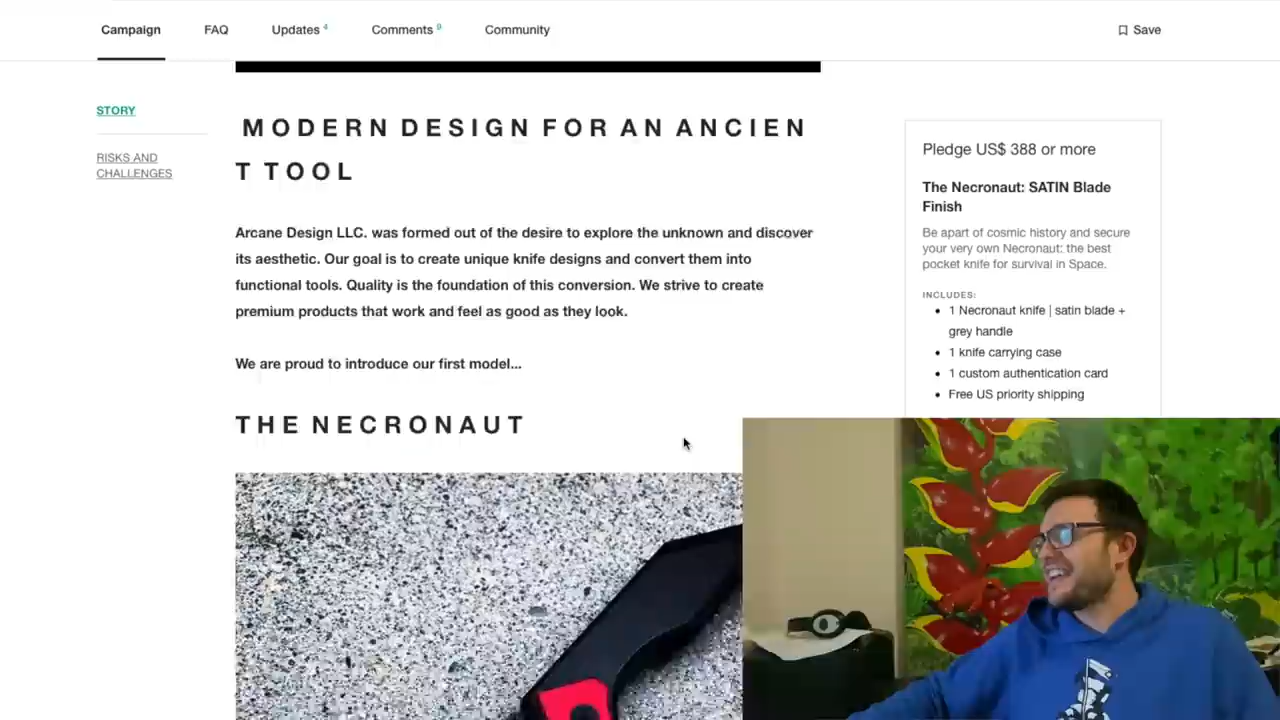 Campaign
FAQ
Updates 4
Comments 9
Community
Save
STORY
RISKS AND
CHALLENGES
MODERN DESIGN FOR AN ANCIEN
T TOOL
Arcane Design LLC. was formed out of the desire to explore the unknown and discover
its aesthetic. Our goal is to create unique knife designs and convert them into
functional tools. Quality is the foundation of this conversion. We strive to create
premium products that work and feel as good as they look.
We are proud to introduce our first model...
THE NECRONAUT
Pledge US$ 388 or more
The Necronaut: SATIN Blade
Finish
Be apart of cosmic history and secure
your very own Necronaut: the best
pocket knife for survival in Space.
INCLUDES:
• 1 Necronaut knife | satin blade +
grey handle
• 1 knife carrying case
• 1 custom authentication card
• Free US priority shipping